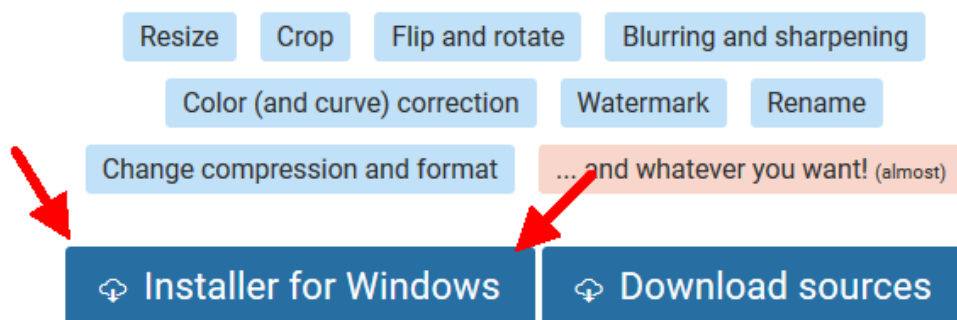 Resize Crop Flip and rotate Blurring and sharpening
Color (and curve) correction Watermark Rename
Change compression and format ... and whatever you want! (almost)
Installer for Windows Download sources